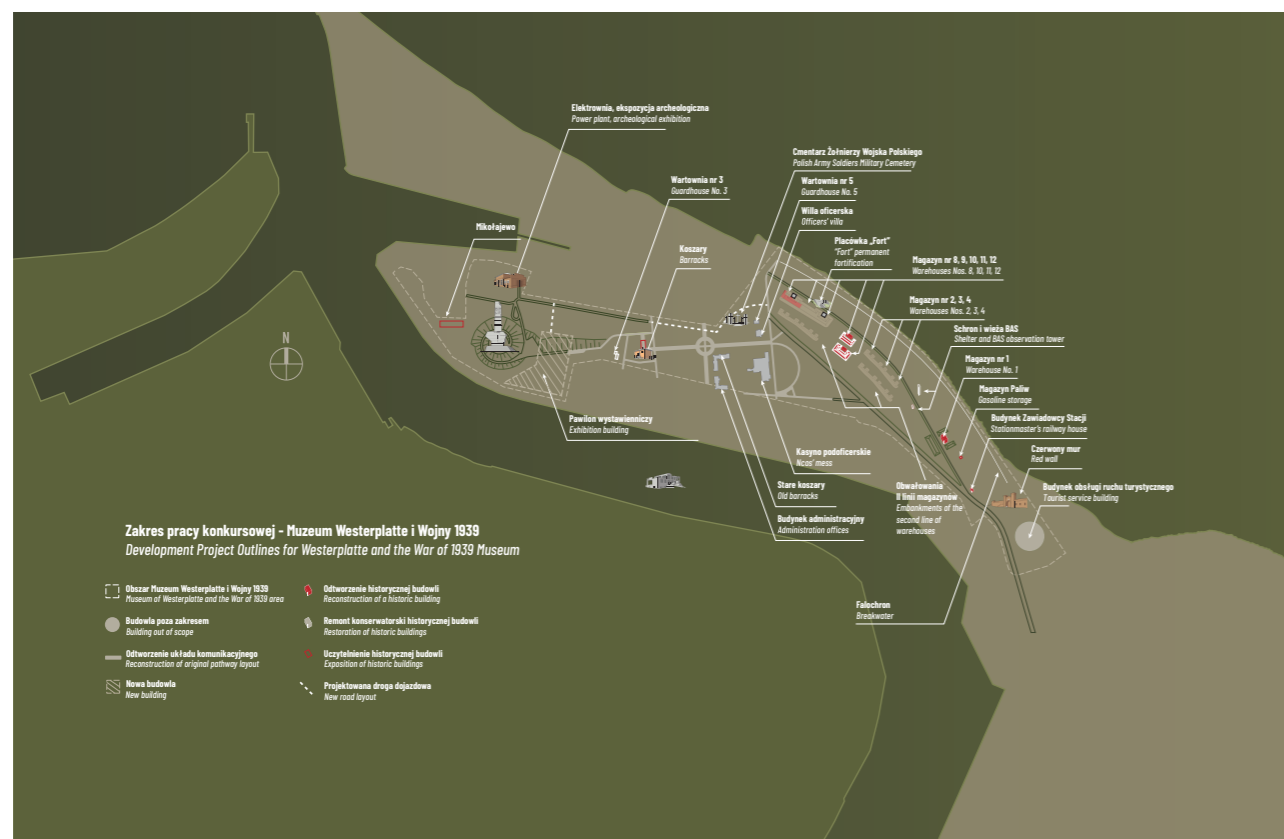 Elektrownia, ekspozycja archeologiczna
Power plant, archeological exhibition
Cmentarz Żołnierzy Wojska Polskiego
Polish Army Soldiers Military Cemetery
Wartownia nr 3
Guardhouse No. 3
Wartownia nr 5
Guardhouse No. 5
Willa oficerska
Officers' villa
Mikołajewo
Koszary
Barracks
Placówka „Fort”
"Fort" permanent
fortification
Magazyn nr 8, 9, 10, 11, 12
Warehouses Nos. 8, 10, 11, 12
Magazyn nr 2, 3, 4
Warehouses Nos. 2, 3, 4
Schron i wieża BAS
Shelter and BAS observation tower
Magazyn nr 1
Warehouse No. 1
Magazyn Paliw
Gasoline storage
Budynek Zawiadowcy Stacji
Stationmaster's railway house
Czerwony mur
Red wall
Budynek obsługi ruchu turystycznego
Tourist service building
N
Pawilon wystawienniczy
Exhibition building
Kasyno podoficerskie
Ncos' mess
Stare koszary
Old barracks
Budynek administracyjny
Administration offices
Obwałowania
II linii magazynów
Embankments of the
second line of
warehouses
Falochron
Breakwater
Zakres pracy konkursowej - Muzeum Westerplatte i Wojny 1939
Development Project Outlines for Westerplatte and the War of 1939 Museum
Obszar Muzeum Westerplatte i Wojny 1939
Museum of Westerplatte and the War of 1939 area
Budowla poza zakresem
Building out of scope
Odtworzenie układu komunikacyjnego
Reconstruction of original pathway layout
Nowa budowla
New building
Odtworzenie historycznej budowli
Reconstruction of a historic building
Remont konserwatorski historycznej budowli
Restoration of historic buildings
Uczytelnienie historycznej budowli
Exposition of historic buildings
Projektowana droga dojazdowa
New road layout